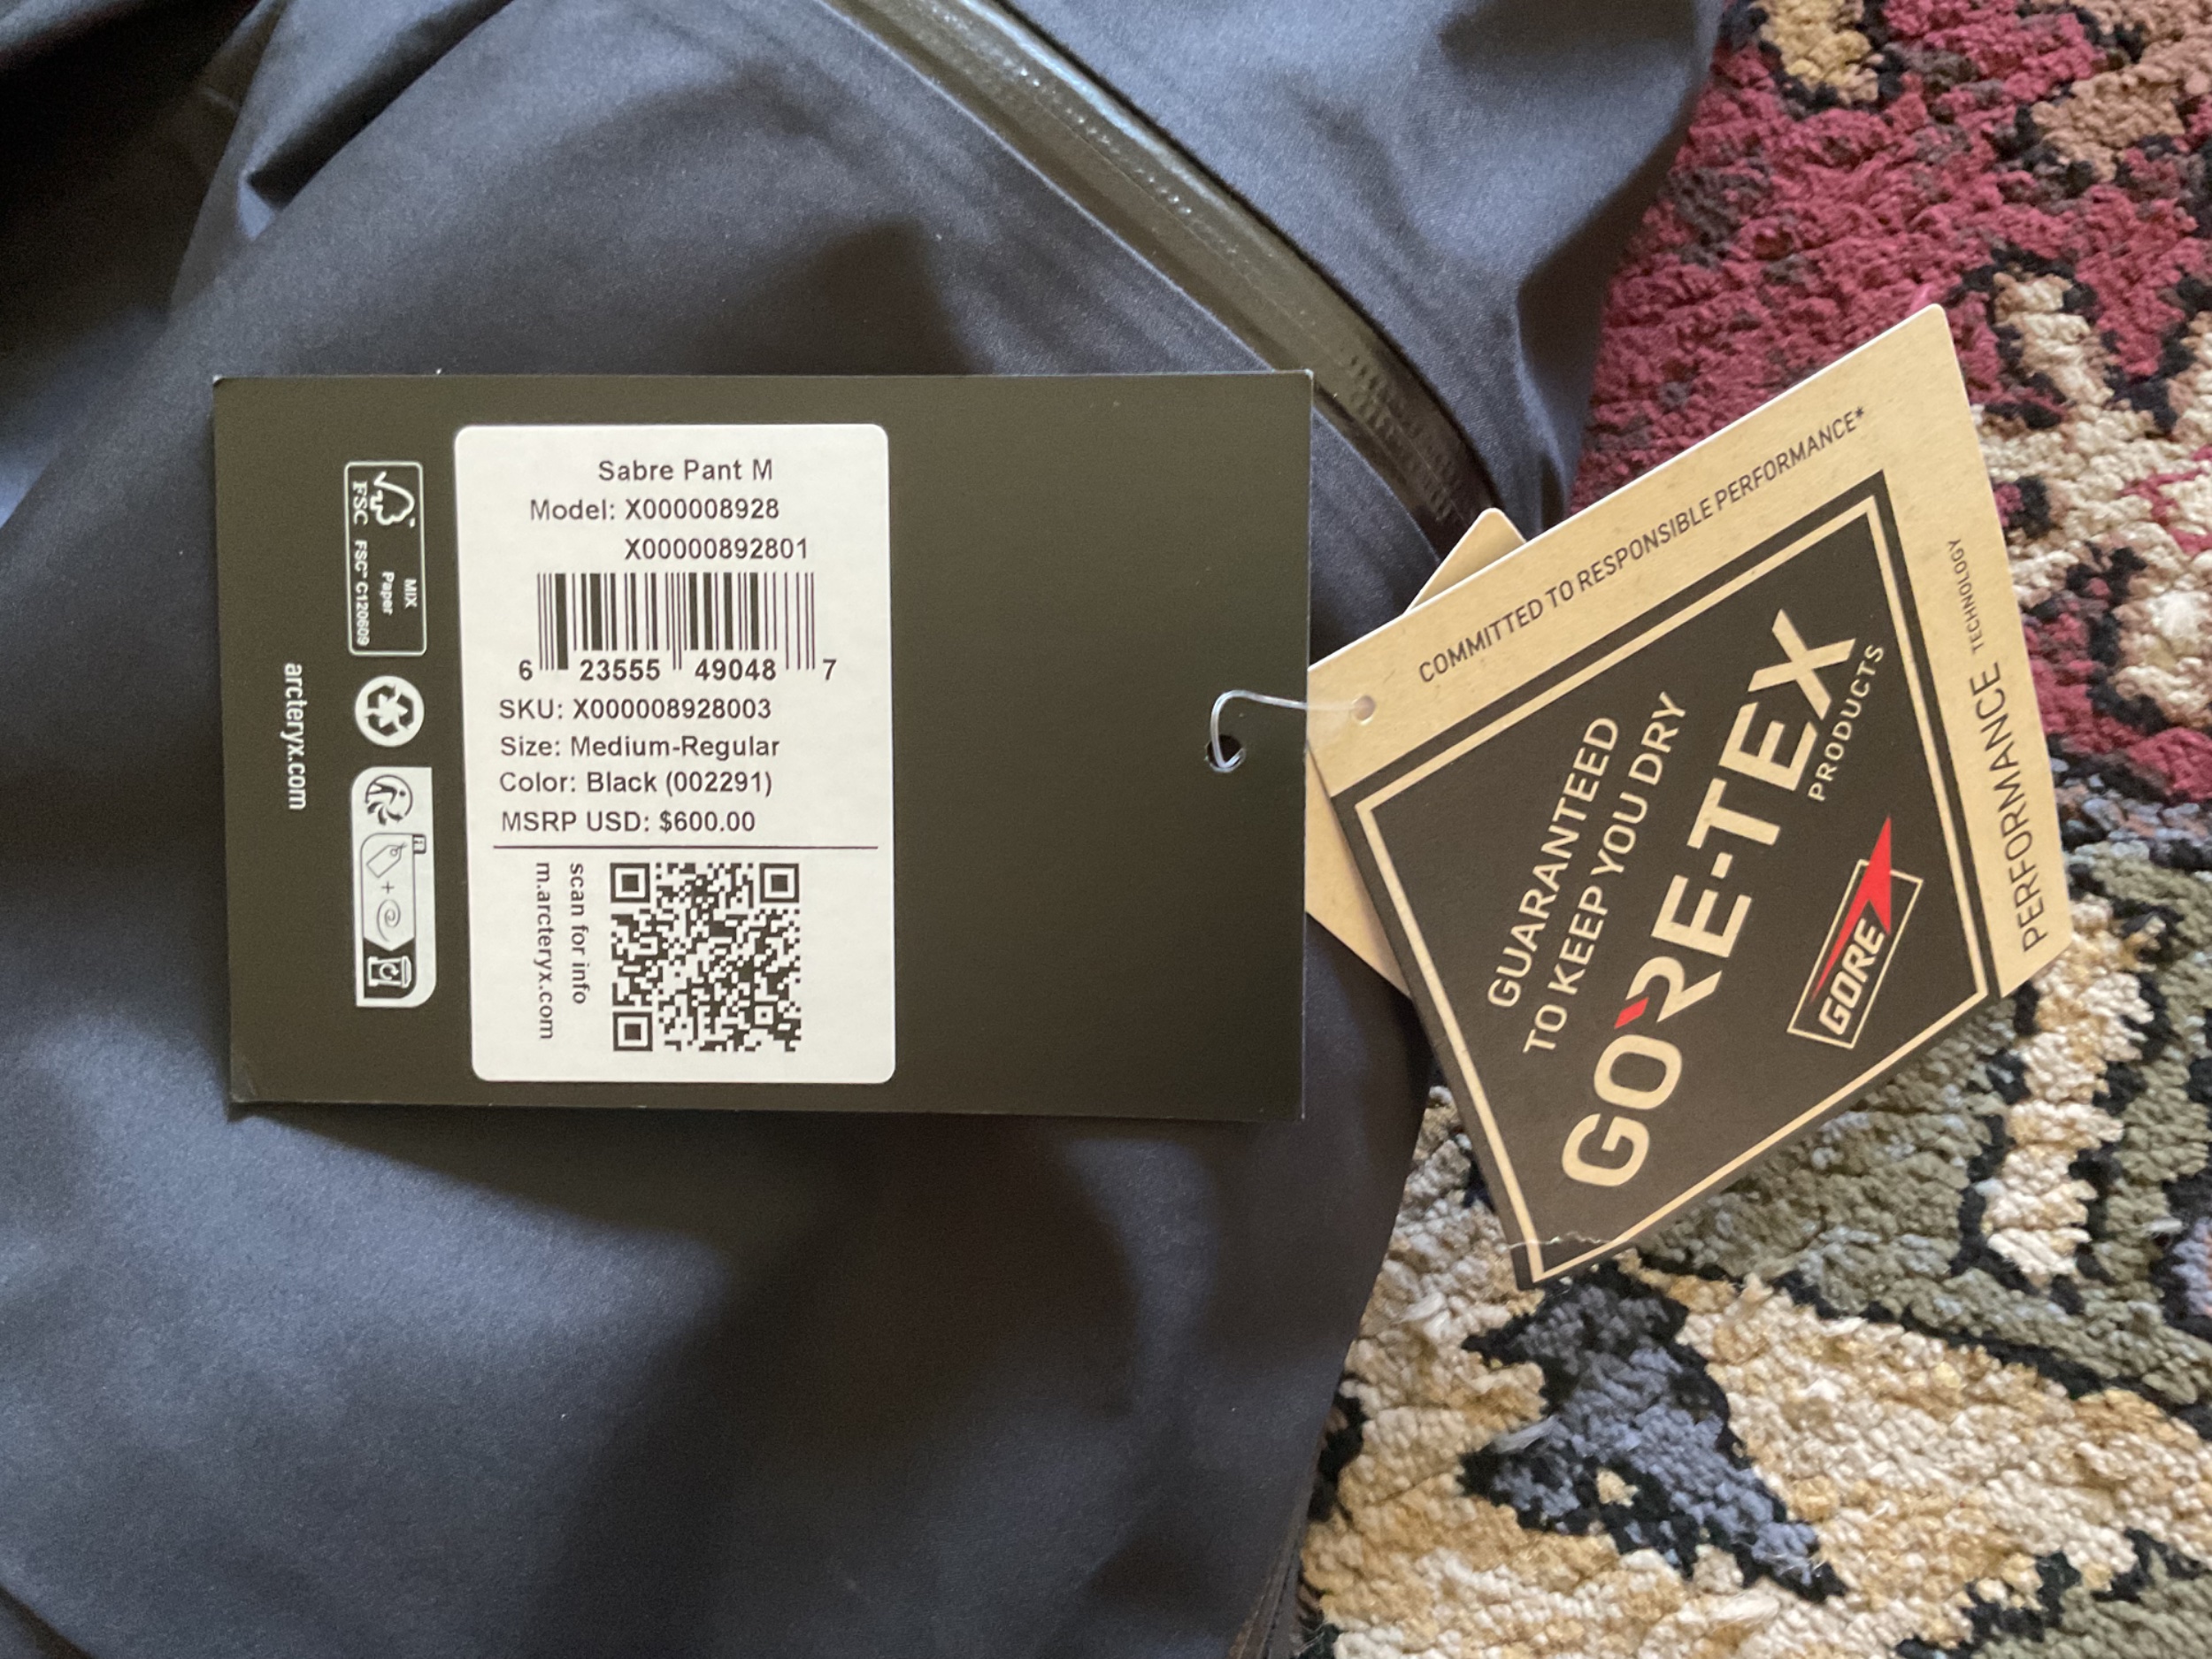 Sabre Pant M
Model: X000008928
X00000892801
6 23555 49048 7
SKU: X000008928003
Size: Medium-Regular
Color: Black (002291)
MSRP USD: $600.00
scan for info
m.arcteryx.com
FSC
MIX
Paper
FSC™ C120609
arcteryx.com
COMMITTED TO RESPONSIBLE PERFORMANCE*
GUARANTEED
TO KEEP YOU DRY
GORE-TEX
PRODUCTS
GORE
PERFORMANCE TECHNOLOGY